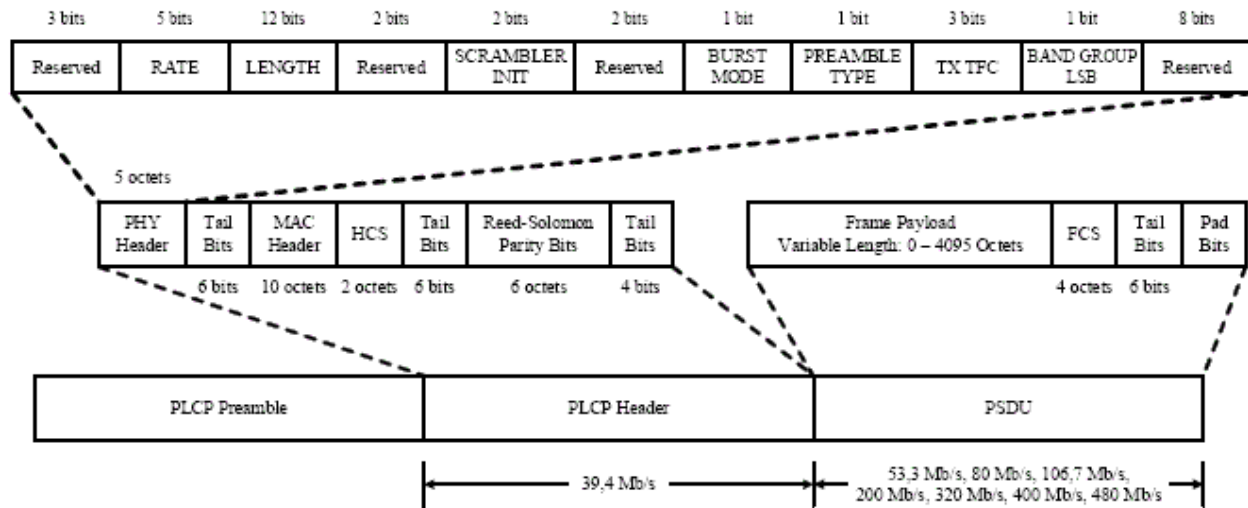 3 bits 5 bits 12 bits 2 bits 2 bits 2 bits 1 bit 1 bit 3 bits 1 bit 8 bits
Reserved RATE LENGTH Reserved SCRAMBLER INIT Reserved BURST MODE PREAMBLE TYPE TX TFC BAND GROUP LSB Reserved
5 octets
PHY Header Tail Bits MAC Header HCS Tail Bits Reed-Solomon Parity Bits Tail Bits
Frame Payload
Variable Length: 0 – 4095 Octets
FCS Tail Bits Pad Bits
6 bits 10 octets 2 octets 6 bits 6 octets 4 bits 4 octets 6 bits
PLCP Preamble PLCP Header PSDU
39,4 Mb/s
53,3 Mb/s, 80 Mb/s, 106,7 Mb/s,
200 Mb/s, 320 Mb/s, 400 Mb/s, 480 Mb/s